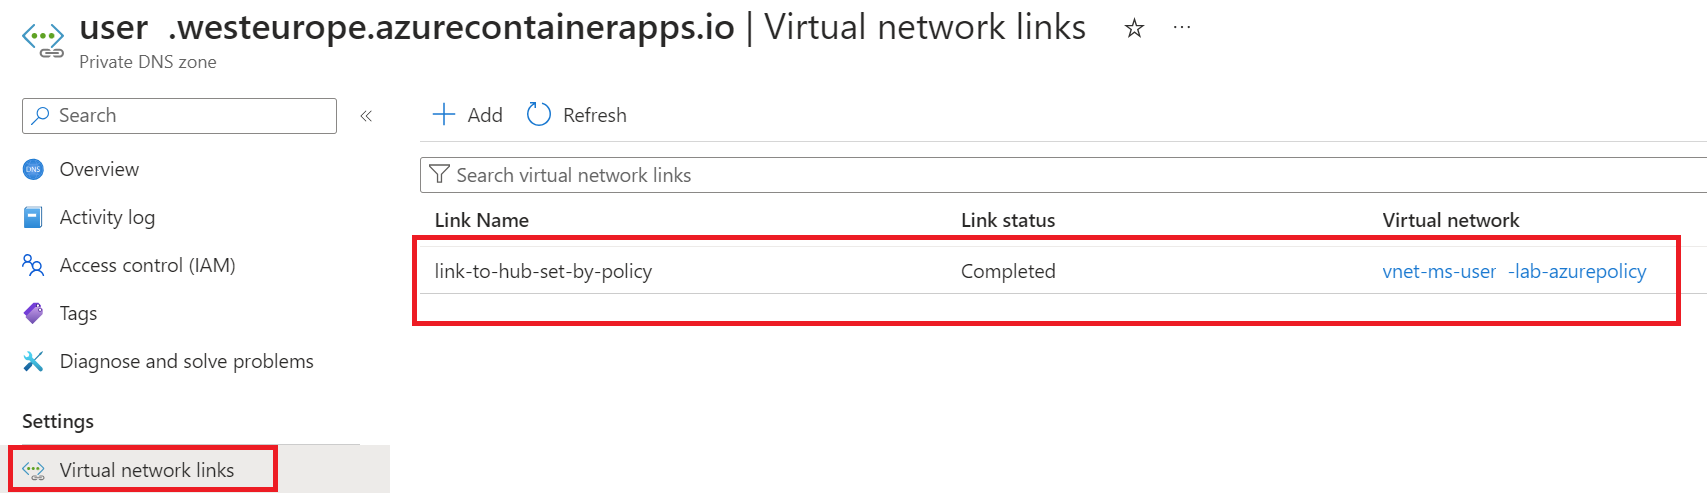 user .westeurope.azurecontainerapps.io | Virtual network links
Private DNS zone
Search
Add
Refresh
Overview
Activity log
Access control (IAM)
Tags
Diagnose and solve problems
Settings
Virtual network links
Search virtual network links
Link Name Link status Virtual network
link-to-hub-set-by-policy Completed vnet-ms-user -lab-azurepolicy